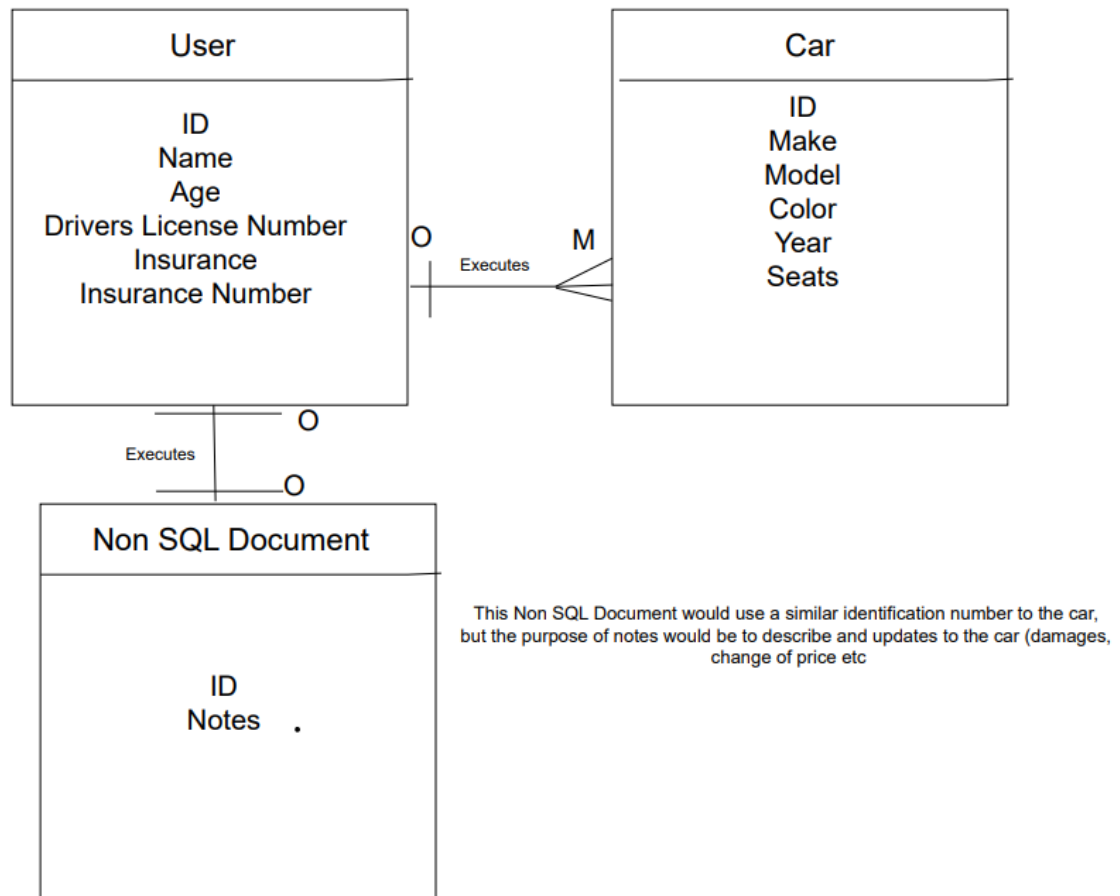 User
ID
Name
Age
Drivers License Number
Insurance
Insurance Number
Car
ID
Make
Model
Color
Year
Seats
O
M
Executes
O
Executes
O
Non SQL Document
ID
Notes .
This Non SQL Document would use a similar identification number to the car,
but the purpose of notes would be to describe and updates to the car (damages,
change of price etc